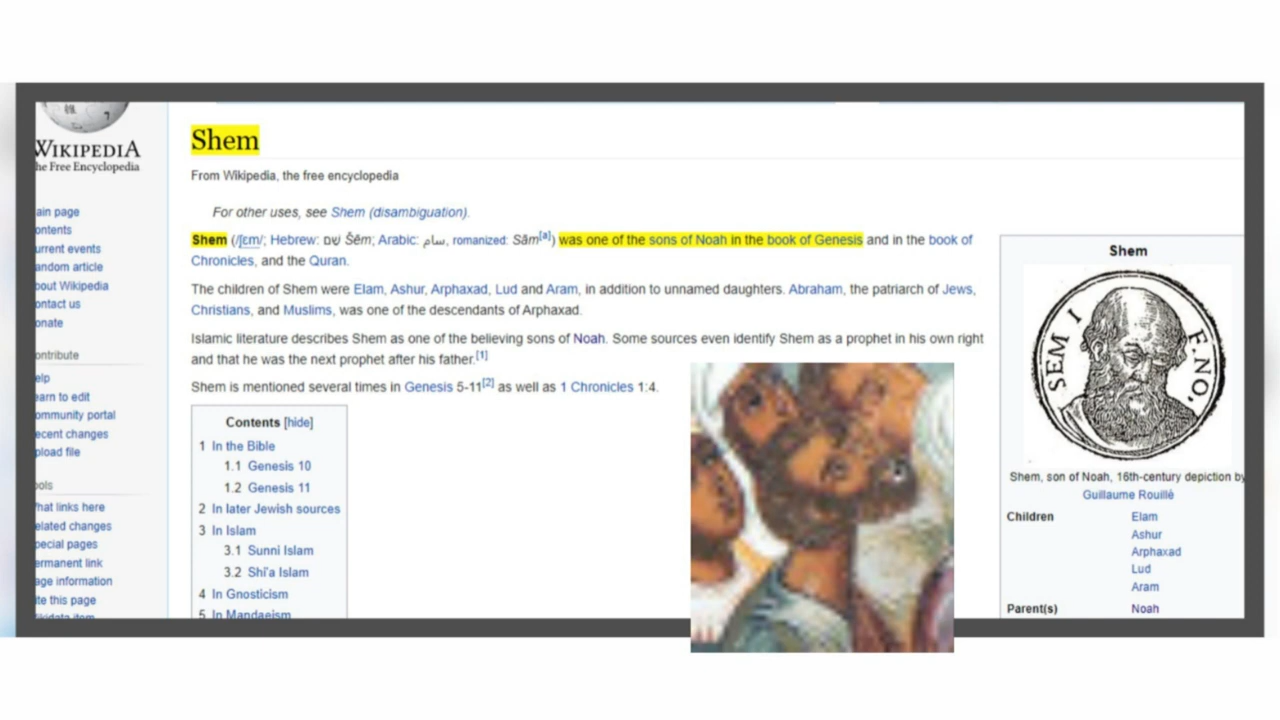 WIKIPEDIA
he Free Encyclopedia
ain page
ontents
urrent events
andom article
bout Wikipedia
ontact us
onate
ontribute
elp
earn to edit
ommunity portal
ecent changes
pload file
ools
hat links here
elated changes
pecial pages
ermanent link
age information
ite this page
Shem
From Wikipedia, the free encyclopedia
For other uses, see Shem (disambiguation).
Shem (/ʃɛm/; Hebrew: שֵׁם Šēm; Arabic: سام, romanized: Sām[a]) was one of the sons of Noah in the book of Genesis and in the book of
Chronicles, and the Quran.
The children of Shem were Elam, Ashur, Arphaxad, Lud and Aram, in addition to unnamed daughters. Abraham, the patriarch of Jews,
Christians, and Muslims, was one of the descendants of Arphaxad.
Islamic literature describes Shem as one of the believing sons of Noah. Some sources even identify Shem as a prophet in his own right
and that he was the next prophet after his father.[1]
Shem is mentioned several times in Genesis 5-11[2] as well as 1 Chronicles 1:4.
Contents [hide]
1 In the Bible
1.1 Genesis 10
1.2 Genesis 11
2 In later Jewish sources
3 In Islam
3.1 Sunni Islam
3.2 Shi'a Islam
4 In Gnosticism
5 In Mandaeism
Shem
SEM I F. NO.
Shem, son of Noah, 16th-century depiction by
Guillaume Rouillé
Children Elam
Ashur
Arphaxad
Lud
Aram
Parent(s) Noah